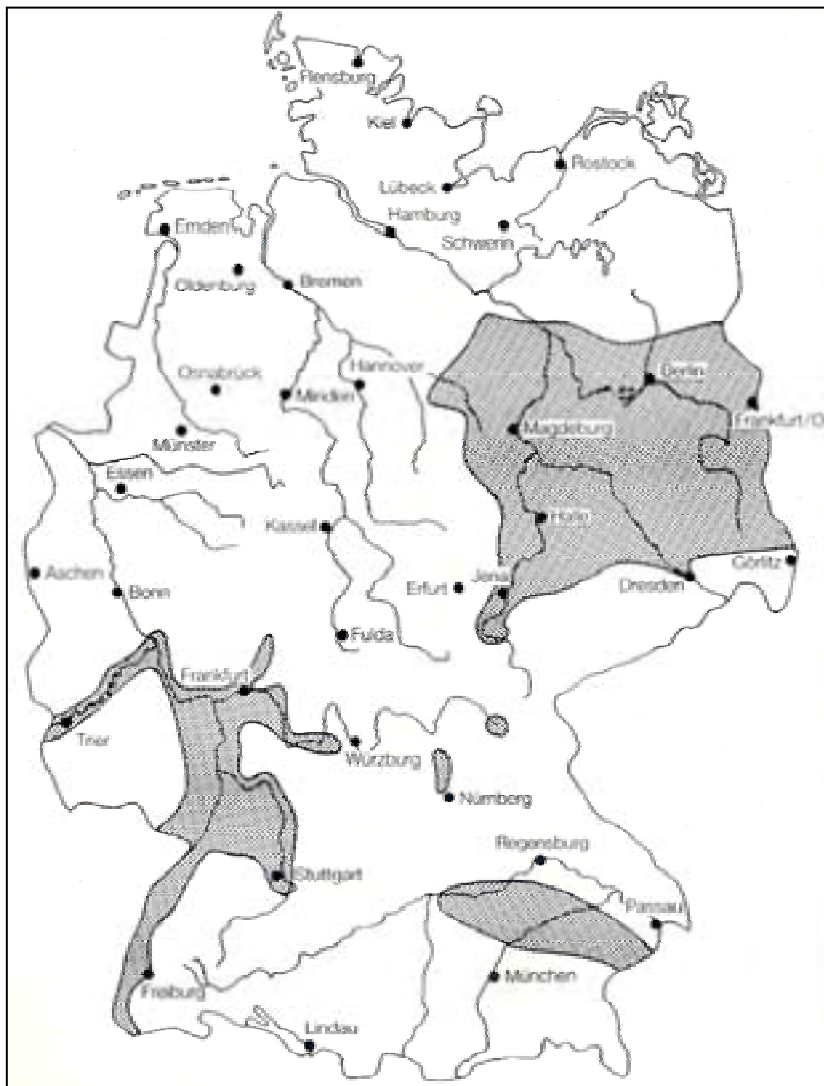 Flensburg
Kiel
Rostock
Lübeck
Hamburg
Schwerin
Emden
Oldenburg
Bremen
Osnabrück
Minden
Hannover
Berlin
Frankfurt/O
Münster
Magdeburg
Essen
Kassel
Halle
Aachen
Bonn
Erfurt
Jena
Dresden
Görlitz
Fulda
Frankfurt
Trier
Würzburg
Nürnberg
Regensburg
Stuttgart
Passau
Freiburg
München
Lindau